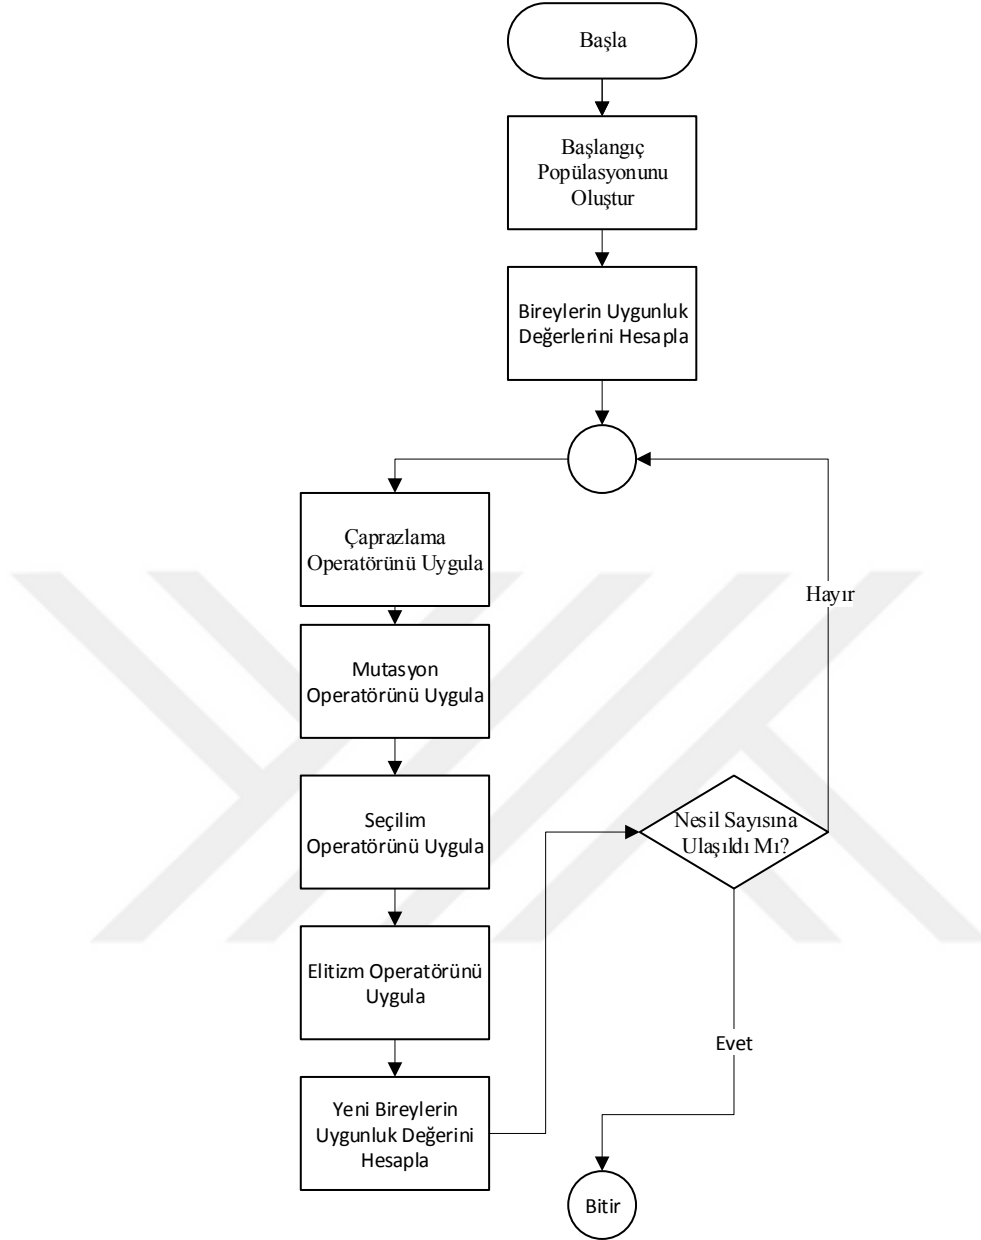 Başla
Başlangıç
Popülasyonunu
Oluştur
Bireylerin Uygunluk
Değerlerini Hesapla
Çaprazlama
Operatörünü Uygula
Hayır
Mutasyon
Operatörünü Uygula
Seçilim
Operatörünü Uygula
Nesil Sayısına
Ulaşıldı Mı?
Elitizm Operatörünü
Uygula
Evet
Yeni Bireylerin
Uygunluk Değerini
Hesapla
Bitir